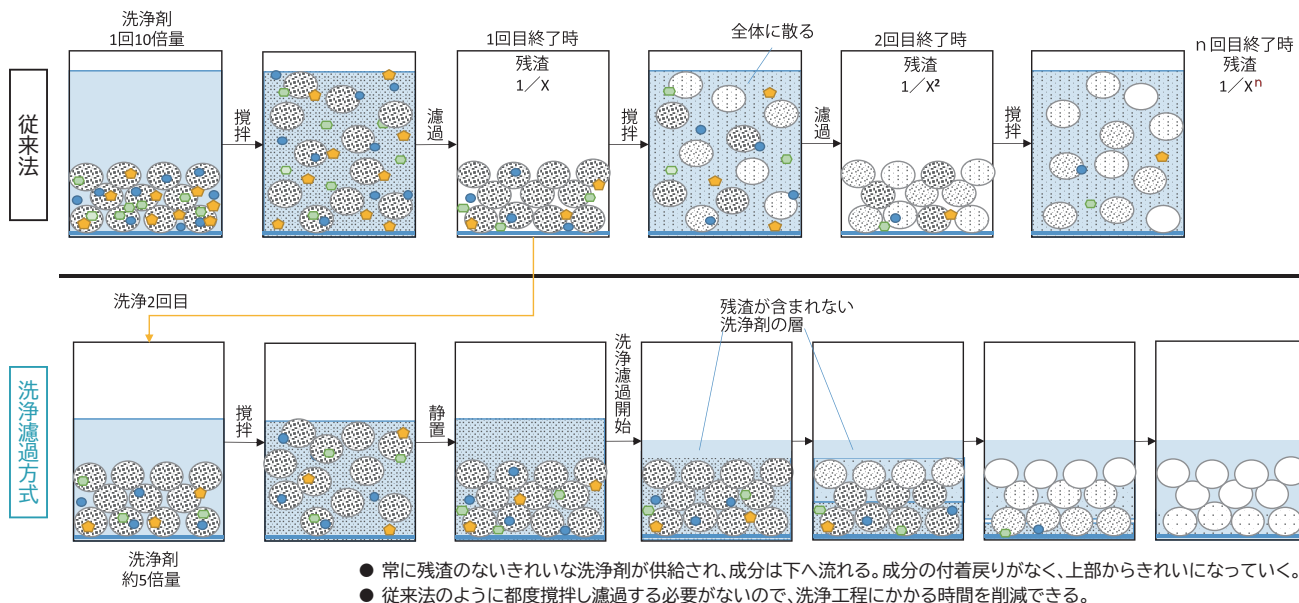 洗浄剤
1回10倍量
従来法
撹拌
濾過
1回目終了時
残渣
1／X
撹拌
全体に散る
濾過
2回目終了時
残渣
1／X²
撹拌
n回目終了時
残渣
1／Xⁿ
洗浄2回目
洗浄濾過方式
洗浄剤
約5倍量
撹拌
静置
洗浄濾過開始
残渣が含まれない
洗浄剤の層
● 常に残渣のないきれいな洗浄剤が供給され、成分は下へ流れる。成分の付着戻りがなく、上部からきれいになっていく。
● 従来法のように都度撹拌し濾過する必要がないので、洗浄工程にかかる時間を削減できる。